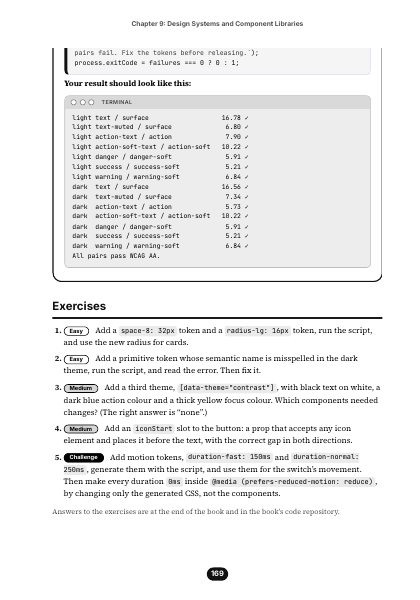 Chapter 9: Design Systems and Component Libraries
pairs fail. Fix the tokens before releasing.`);
process.exitCode = failures === 0 ? 0 : 1;
Your result should look like this:
TERMINAL
light text / surface 16.78 ✓
light text-muted / surface 6.80 ✓
light action-text / action 7.90 ✓
light action-soft-text / action-soft 10.22 ✓
light danger / danger-soft 5.91 ✓
light success / success-soft 5.21 ✓
light warning / warning-soft 6.84 ✓
dark text / surface 16.56 ✓
dark text-muted / surface 7.34 ✓
dark action-text / action 5.73 ✓
dark action-soft-text / action-soft 10.22 ✓
dark danger / danger-soft 5.91 ✓
dark success / success-soft 5.21 ✓
dark warning / warning-soft 6.84 ✓
All pairs pass WCAG AA.
Exercises
1. Easy Add a space-8: 32px token and a radius-lg: 16px token, run the script,
and use the new radius for cards.
2. Easy Add a primitive token whose semantic name is misspelled in the dark
theme, run the script, and read the error. Then fix it.
3. Medium Add a third theme, [data-theme="contrast"], with black text on white, a
dark blue action colour and a thick yellow focus colour. Which components needed
changes? (The right answer is “none”.)
4. Medium Add an iconStart slot to the button: a prop that accepts any icon
element and places it before the text, with the correct gap in both directions.
5. Challenge Add motion tokens, duration-fast: 150ms and duration-normal:
250ms, generate them with the script, and use them for the switch’s movement.
Then make every duration 0ms inside @media (prefers-reduced-motion: reduce),
by changing only the generated CSS, not the components.
Answers to the exercises are at the end of the book and in the book’s code repository.
169